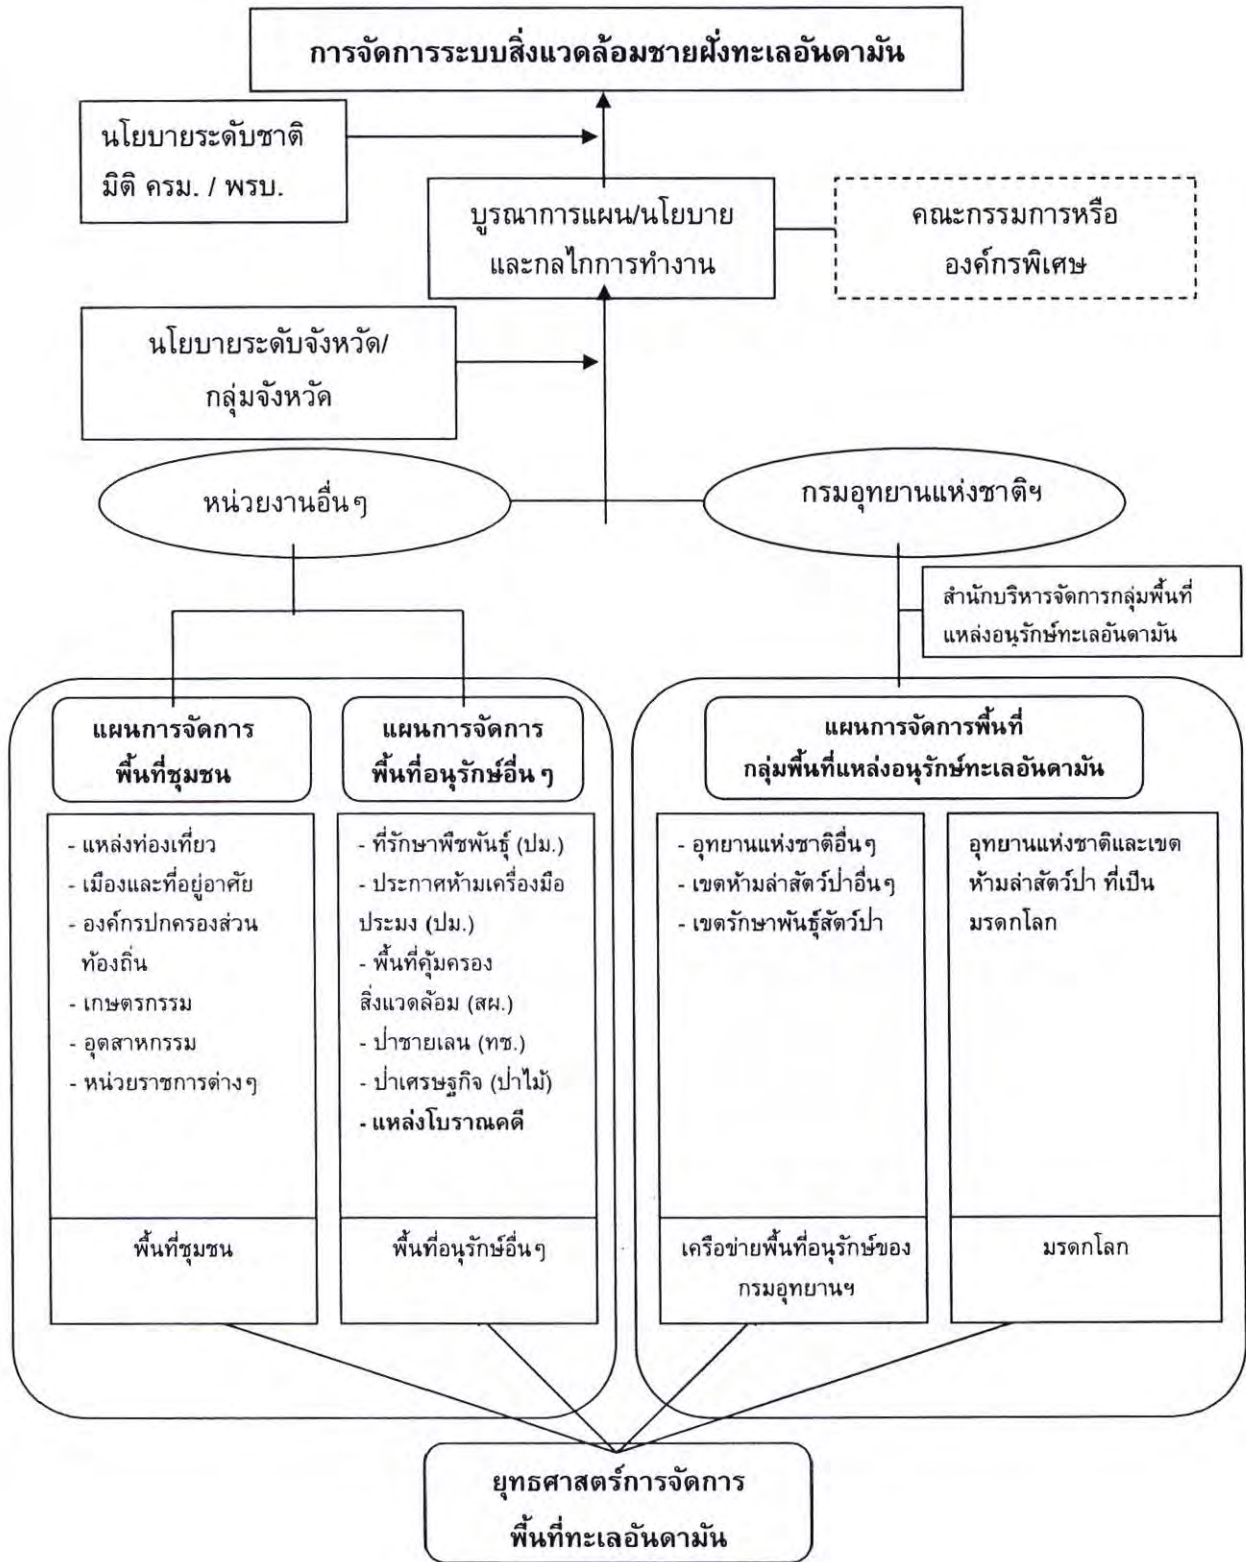 การจัดการระบบสิ่งแวดล้อมชายฝั่งทะเลอันดามัน
นโยบายระดับชาติ
มิติ ครม. / พรบ.
บูรณาการแผน/นโยบาย
และกลไกการทำงาน
คณะกรรมการหรือ
องค์กรพิเศษ
นโยบายระดับจังหวัด/
กลุ่มจังหวัด
หน่วยงานอื่นๆ
กรมอุทยานแห่งชาติฯ
สำนักบริหารจัดการกลุ่มพื้นที่
แหล่งอนุรักษ์ทะเลอันดามัน
แผนการจัดการ
พื้นที่ชุมชน
แผนการจัดการ
พื้นที่อนุรักษ์อื่นๆ
แผนการจัดการพื้นที่
กลุ่มพื้นที่แหล่งอนุรักษ์ทะเลอันดามัน
- แหล่งท่องเที่ยว
- เมืองและที่อยู่อาศัย
- องค์กรปกครองส่วน
ท้องถิ่น
- เกษตรกรรม
- อุตสาหกรรม
- หน่วยราชการต่างๆ
- ที่รักษาพืชพันธุ์ (ปม.)
- ประกาศห้ามเครื่องมือ
ประมง (ปม.)
- พื้นที่คุ้มครอง
สิ่งแวดล้อม (สผ.)
- ป่าชายเลน (ทช.)
- ป่าเศรษฐกิจ (ป่าไม้)
- แหล่งโบราณคดี
- อุทยานแห่งชาติอื่นๆ
- เขตห้ามล่าสัตว์ป่าอื่นๆ
- เขตรักษาพันธุ์สัตว์ป่า
อุทยานแห่งชาติและเขต
ห้ามล่าสัตว์ป่า ที่เป็น
มรดกโลก
พื้นที่ชุมชน
พื้นที่อนุรักษ์อื่นๆ
เครือข่ายพื้นที่อนุรักษ์ของ
กรมอุทยานฯ
มรดกโลก
ยุทธศาสตร์การจัดการ
พื้นที่ทะเลอันดามัน